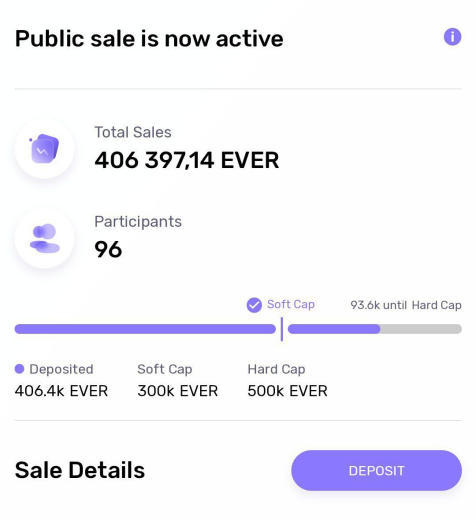 Public sale is now active
Total Sales
406 397,14 EVER
Participants
96
Soft Cap 93.6k until Hard Cap
Deposited Soft Cap Hard Cap
406.4k EVER 300k EVER 500k EVER
Sale Details DEPOSIT